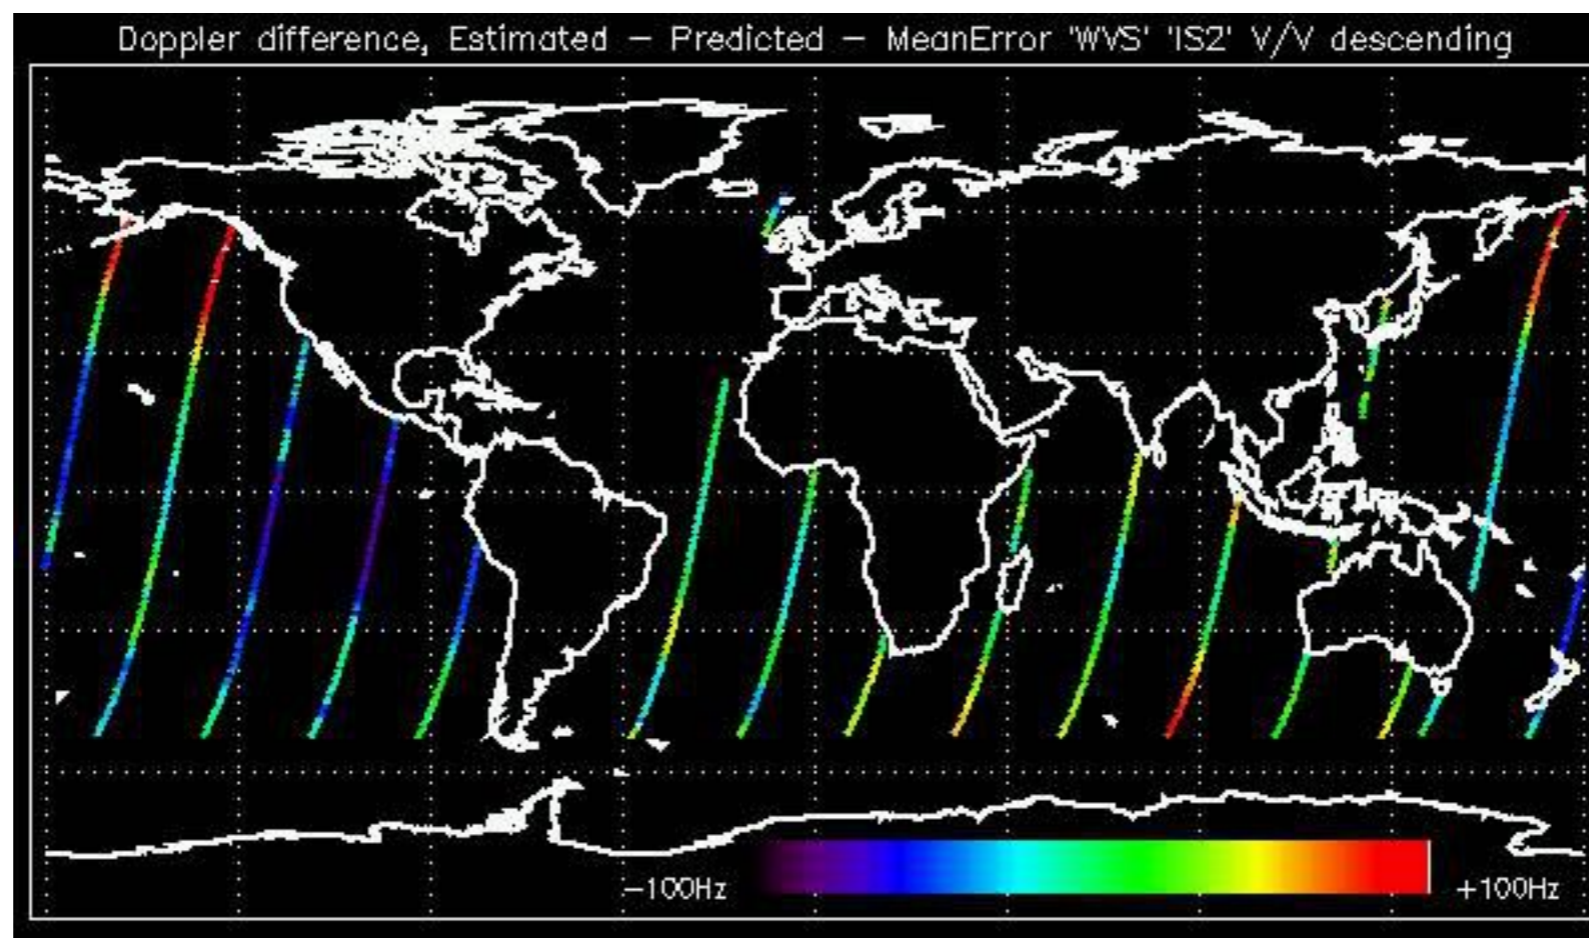 Doppler difference, Estimated – Predicted – MeanError 'WVS' 'IS2' V/V descending
–100Hz +100Hz